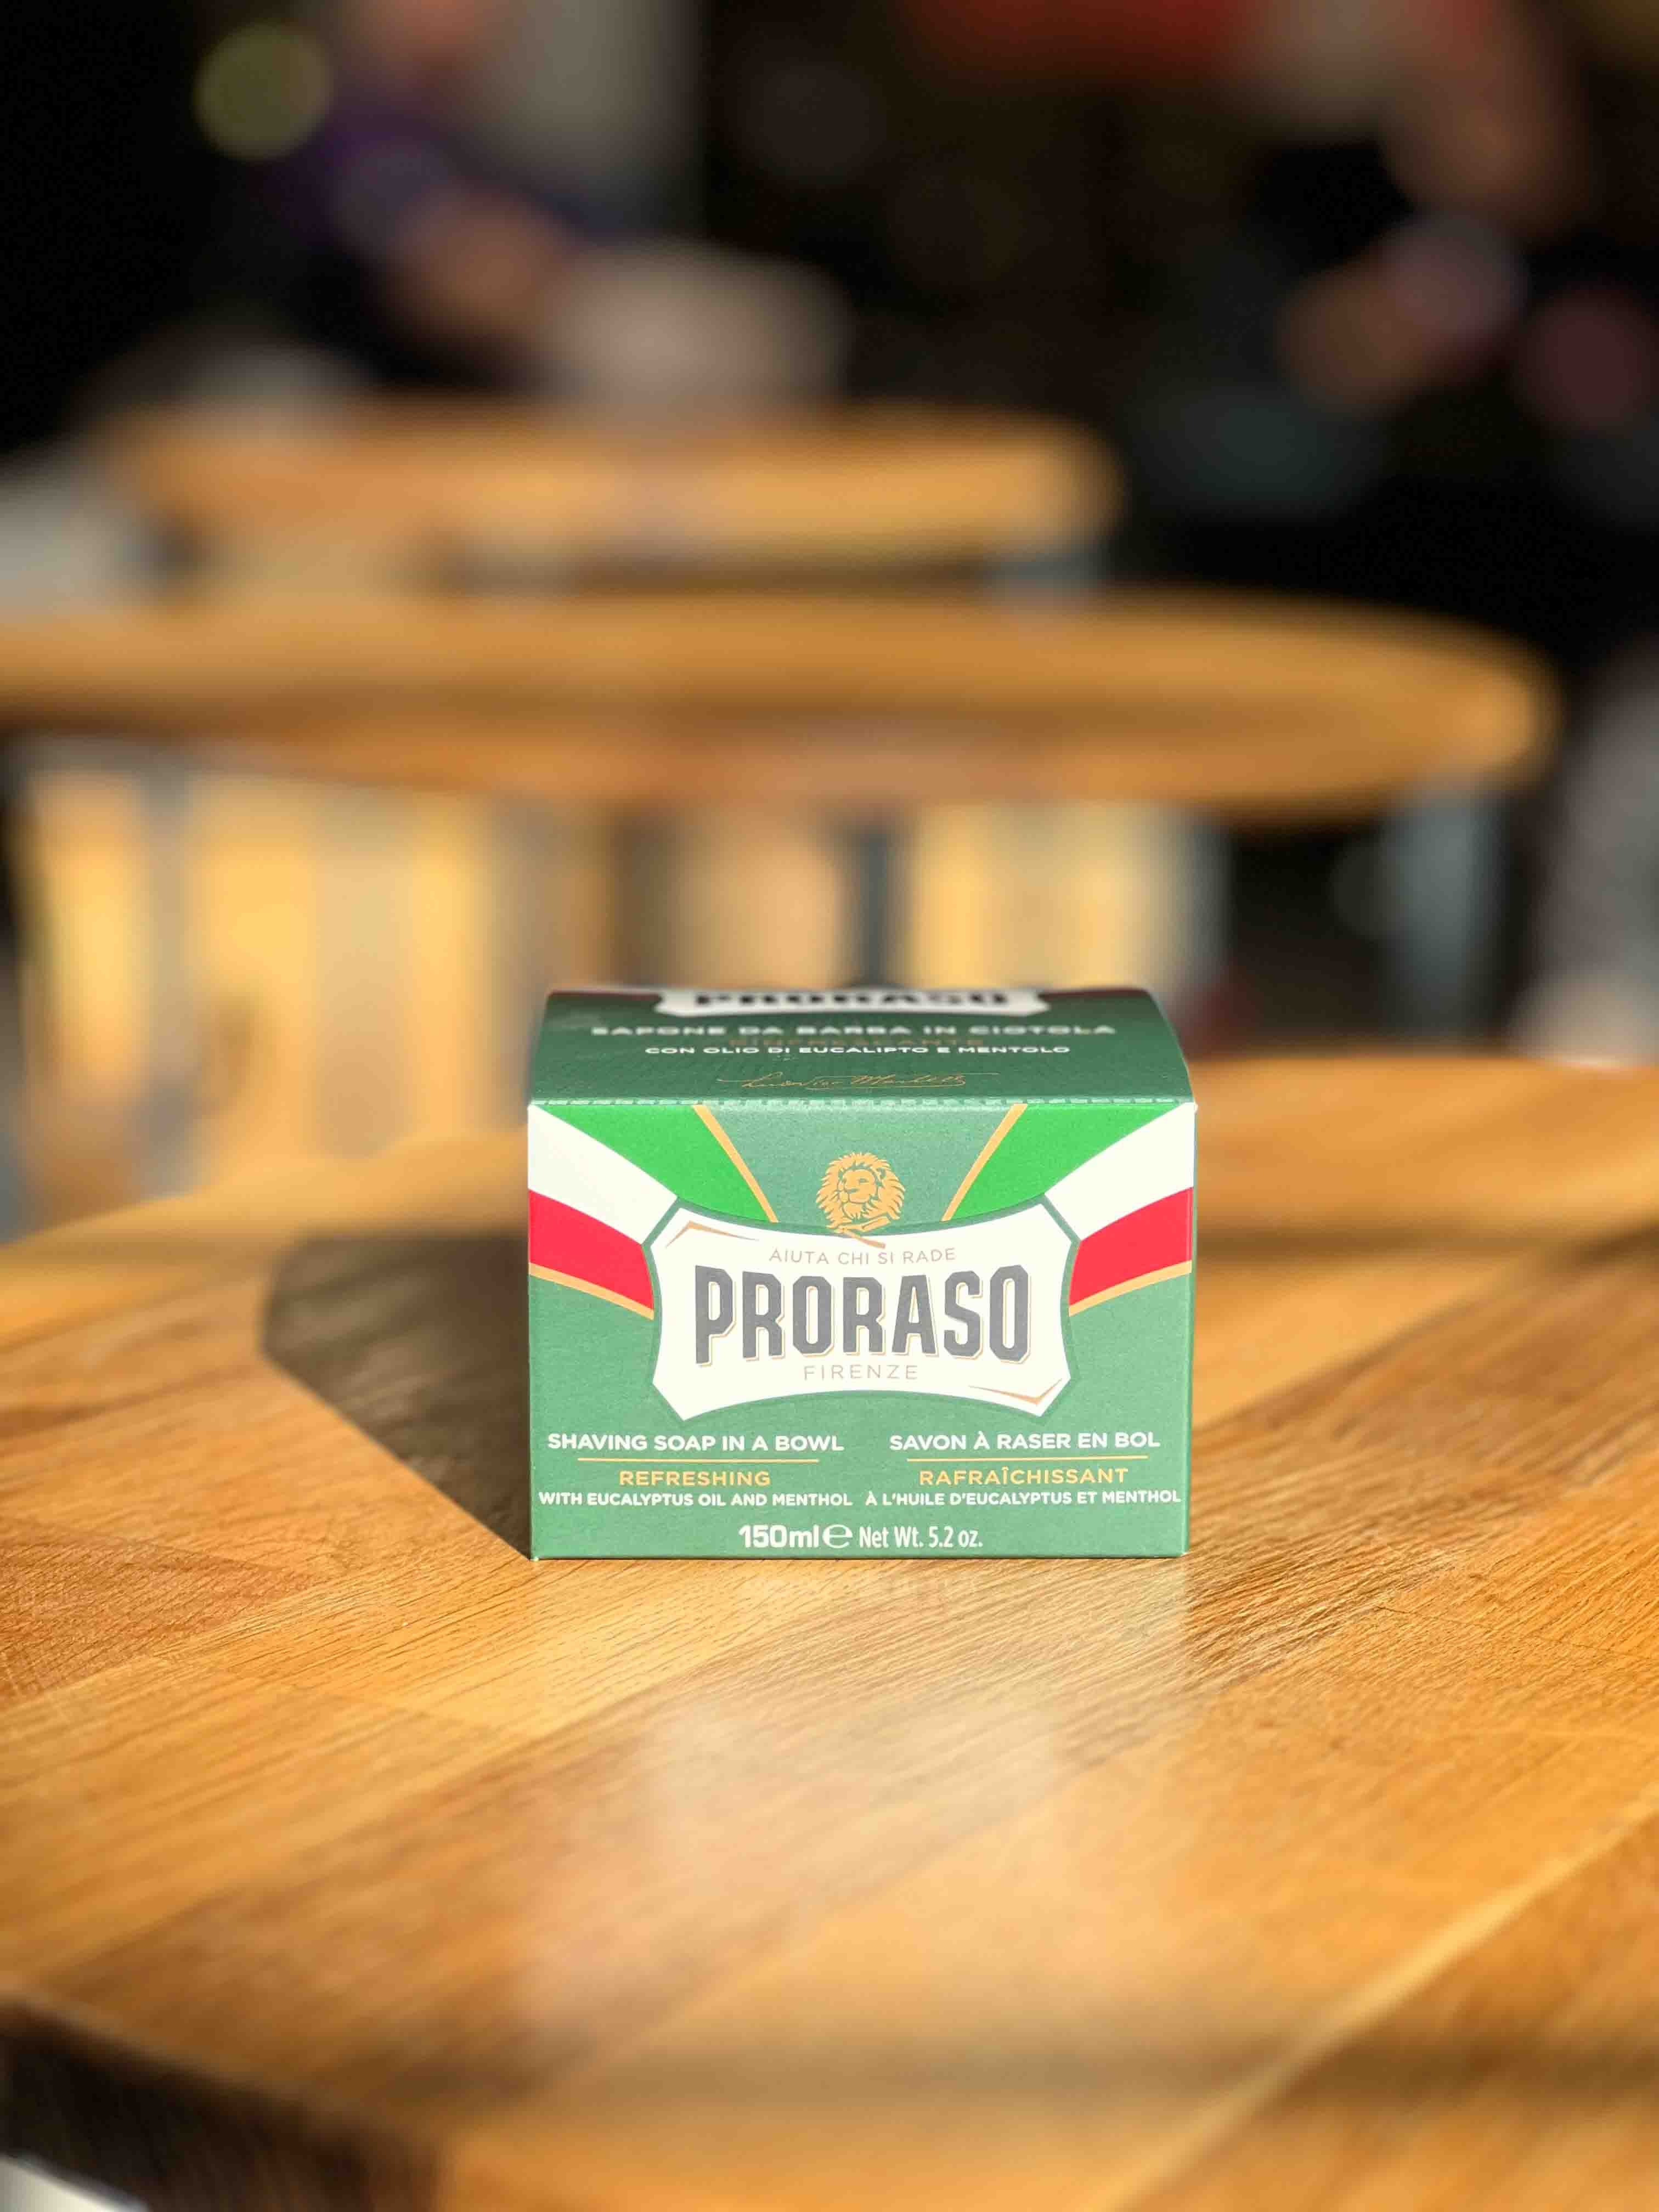 PRORASO
SAPONE DA BARBA IN CIOTOLA
RINFRESCANTE
CON OLIO DI EUCALIPTO E MENTOLO
AIUTA CHI SI RADE
PRORASO
FIRENZE
SHAVING SOAP IN A BOWL
REFRESHING
WITH EUCALYPTUS OIL AND MENTHOL
SAVON À RASER EN BOL
RAFRAÎCHISSANT
À L'HUILE D'EUCALYPTUS ET MENTHOL
150ml ℮ Net Wt. 5.2 oz.